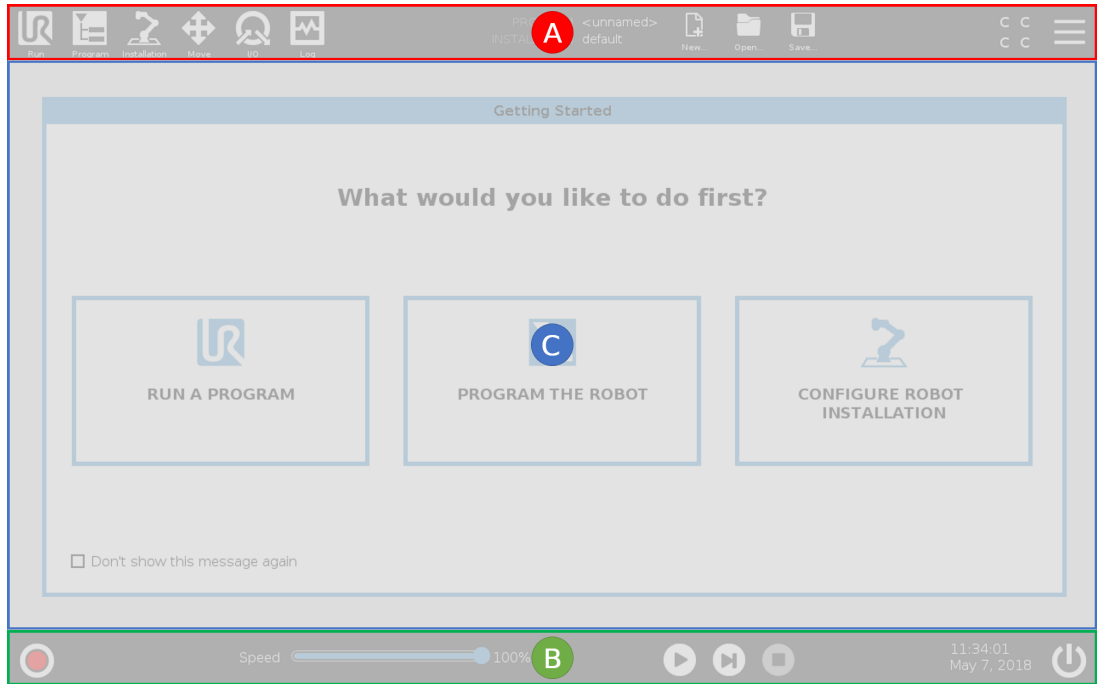 PRO <unnamed>
INSTAL default
A
Run Program Installation Move I/O Log
New... Open... Save...
C C
C C
Getting Started
What would you like to do first?
C
RUN A PROGRAM
PROGRAM THE ROBOT
CONFIGURE ROBOT
INSTALLATION
Don't show this message again
Speed 100%
B
11:34:01
May 7, 2018